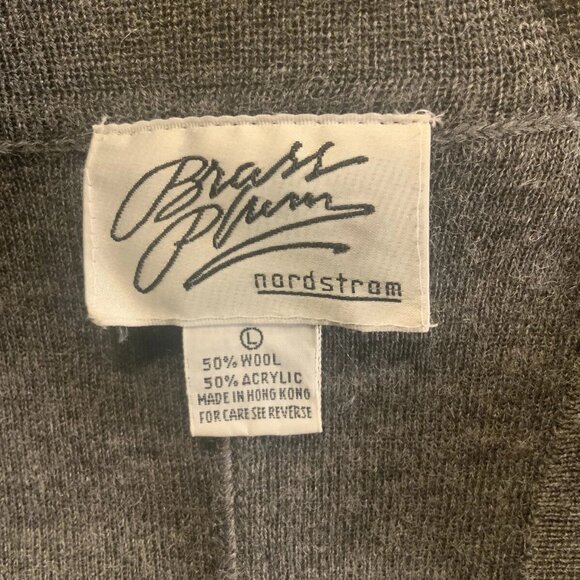 Brass
Plum
nordstrom
L
50% WOOL
50% ACRYLIC
MADE IN HONG KONG
FOR CARE SEE REVERSE